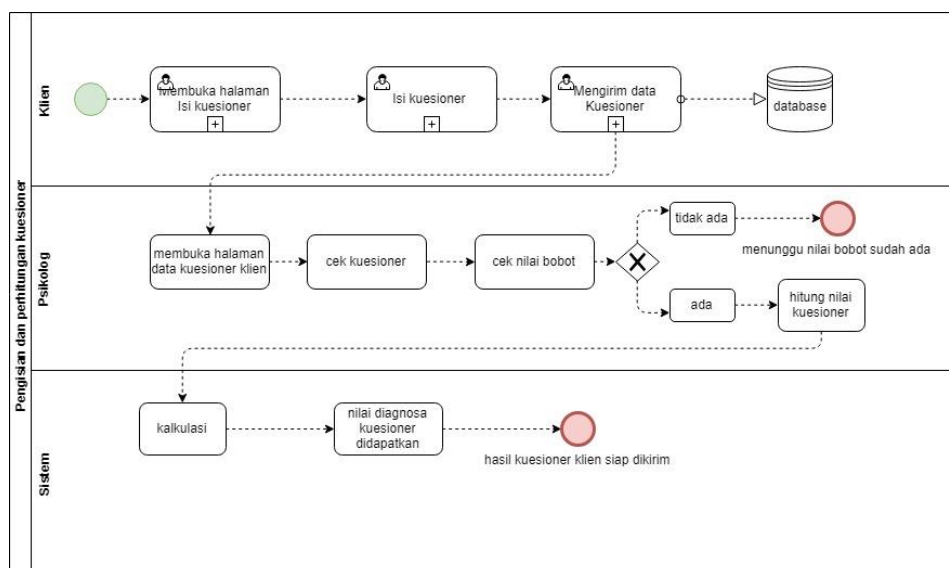 Pengisian dan perhitungan kuesioner
Klien
Membuka halaman
Isi kuesioner
Isi kuesioner
Mengirim data
Kuesioner
database
Psikolog
membuka halaman
data kuesioner klien
cek kuesioner
cek nilai bobot
tidak ada
menunggu nilai bobot sudah ada
ada
hitung nilai
kuesioner
Sistem
kalkulasi
nilai diagnosa
kuesioner
didapatkan
hasil kuesioner klien siap dikirim